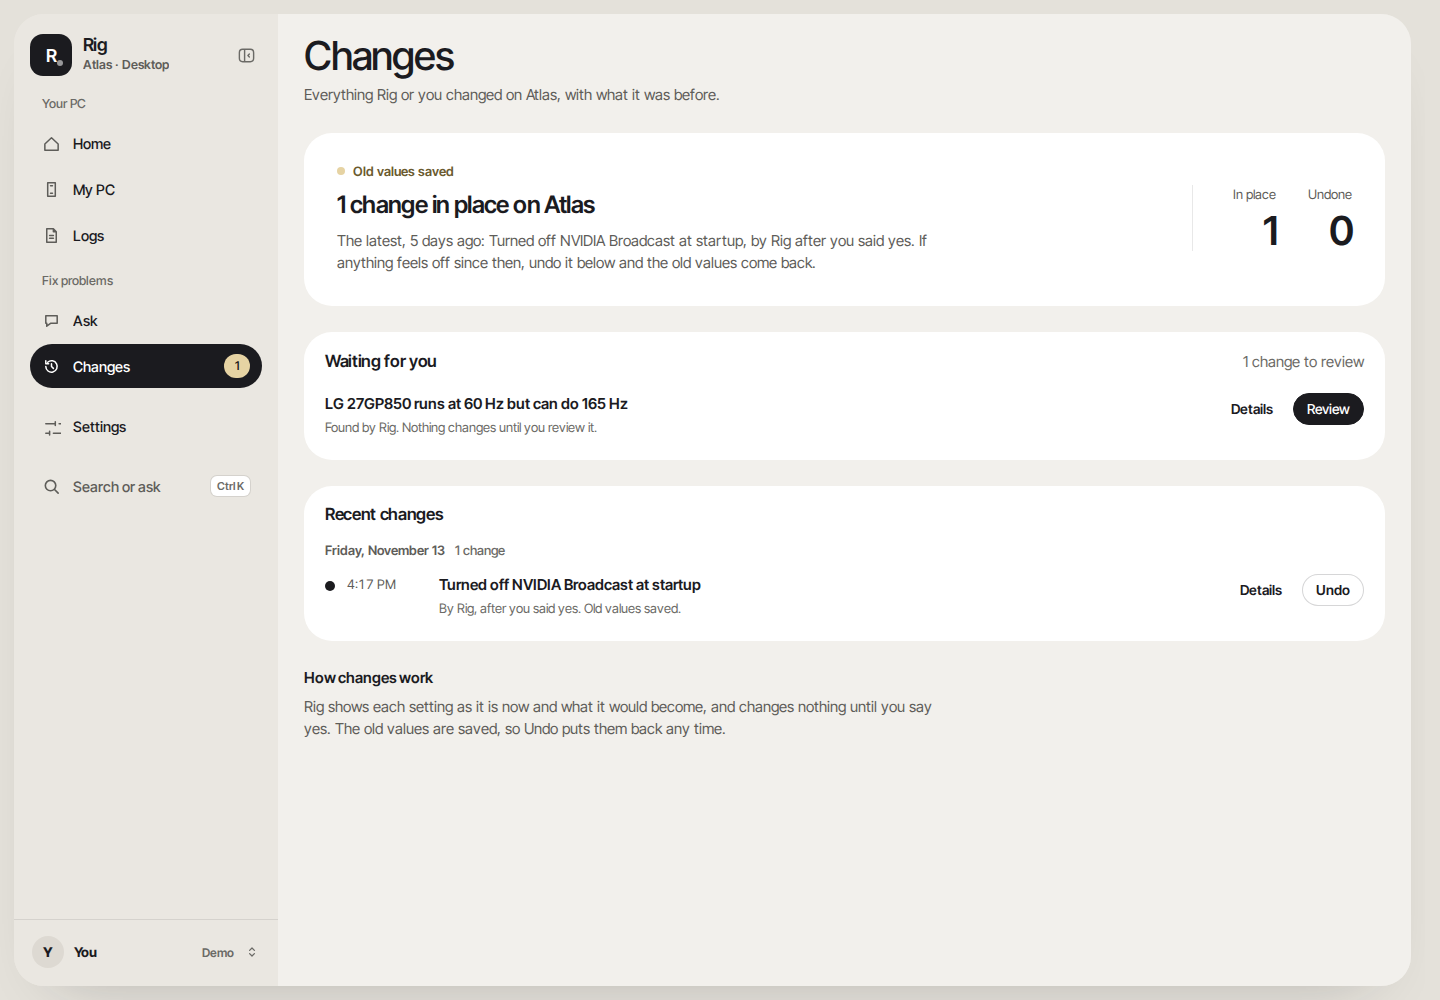 R
Rig
Atlas · Desktop
Your PC
Home
My PC
Logs
Fix problems
Ask
Changes
1
Settings
Search or ask
Ctrl K
Y
You
Demo
Changes
Everything Rig or you changed on Atlas, with what it was before.
Old values saved
1 change in place on Atlas
The latest, 5 days ago: Turned off NVIDIA Broadcast at startup, by Rig after you said yes. If
anything feels off since then, undo it below and the old values come back.
In place
Undone
1
0
Waiting for you
1 change to review
LG 27GP850 runs at 60 Hz but can do 165 Hz
Found by Rig. Nothing changes until you review it.
Details
Review
Recent changes
Friday, November 13 1 change
4:17 PM
Turned off NVIDIA Broadcast at startup
By Rig, after you said yes. Old values saved.
Details
Undo
How changes work
Rig shows each setting as it is now and what it would become, and changes nothing until you say
yes. The old values are saved, so Undo puts them back any time.